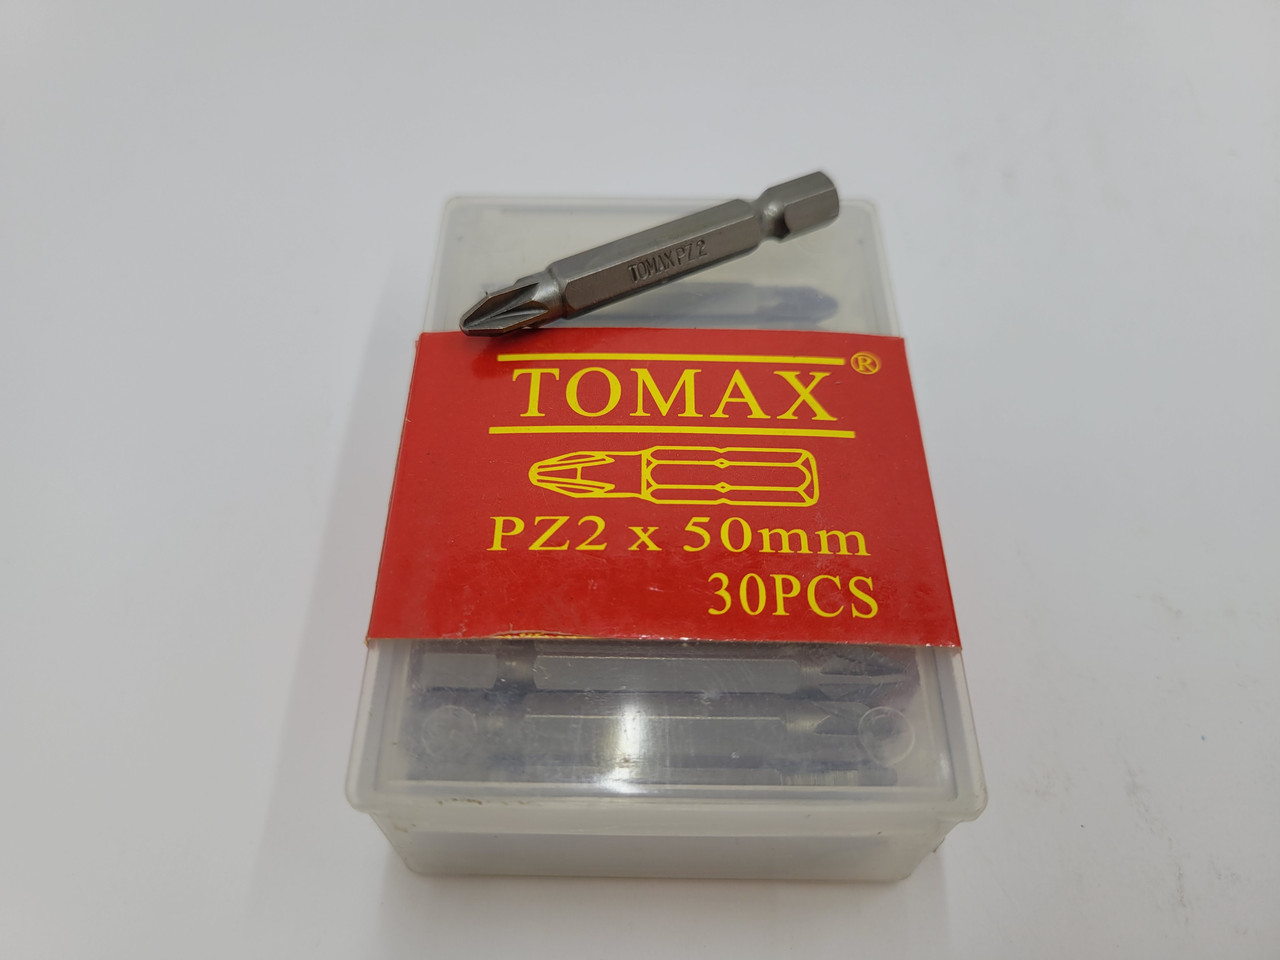 TOMAX PZ2
TOMAX®
PZ2 x 50mm
30PCS